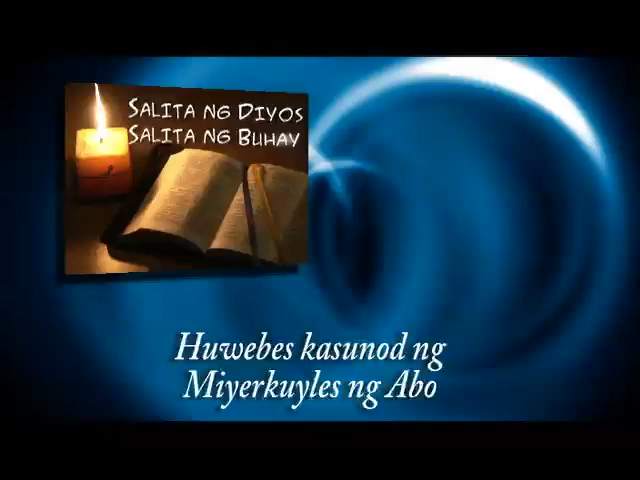 SALITA NG DIYOS
SALITA NG BUHAY
Huwebes kasunod ng
Miyerkuyles ng Abo